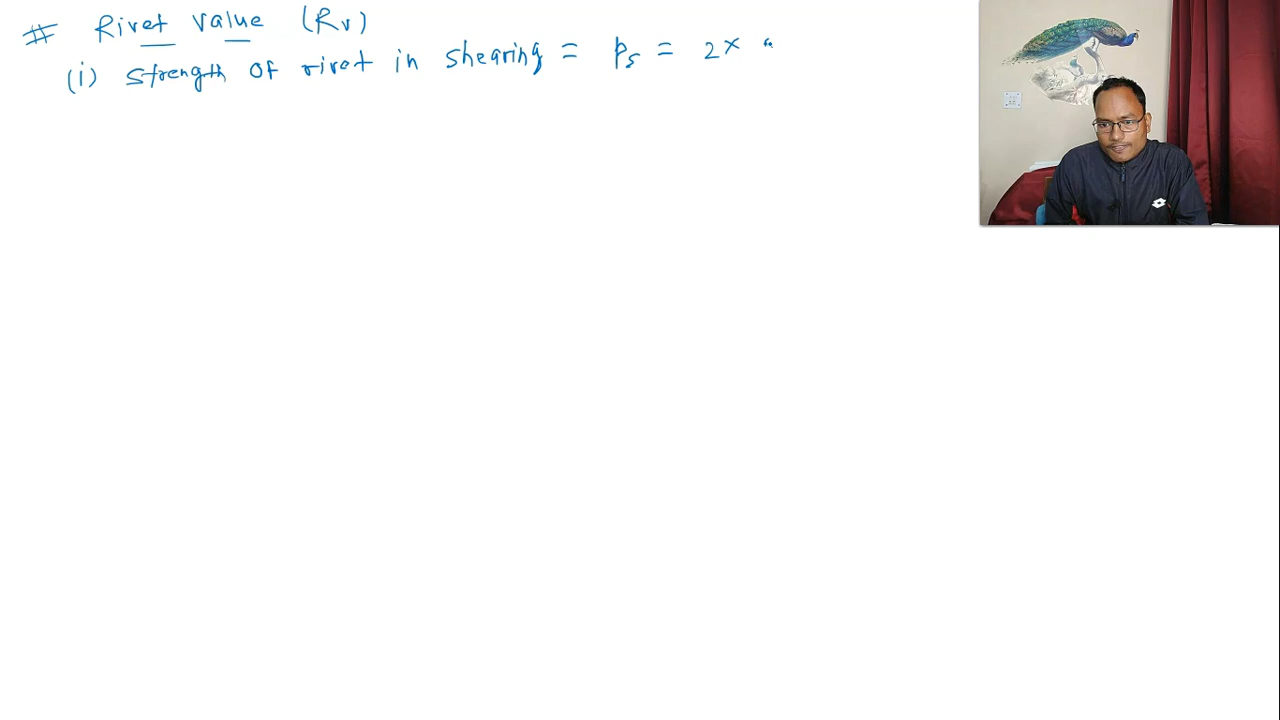 # Rivet value (Rv)
(i) strength of rivet in shearing = Ps = 2×